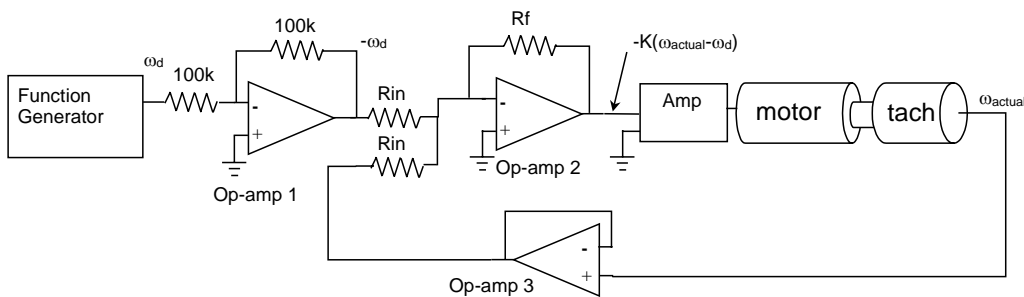 Function
Generator
ωd
100k
100k
-
+
Op-amp 1
-ωd
Rin
Rin
Rf
-
+
Op-amp 2
-K(ωactual-ωd)
Amp
motor
tach
ωactual
-
+
Op-amp 3